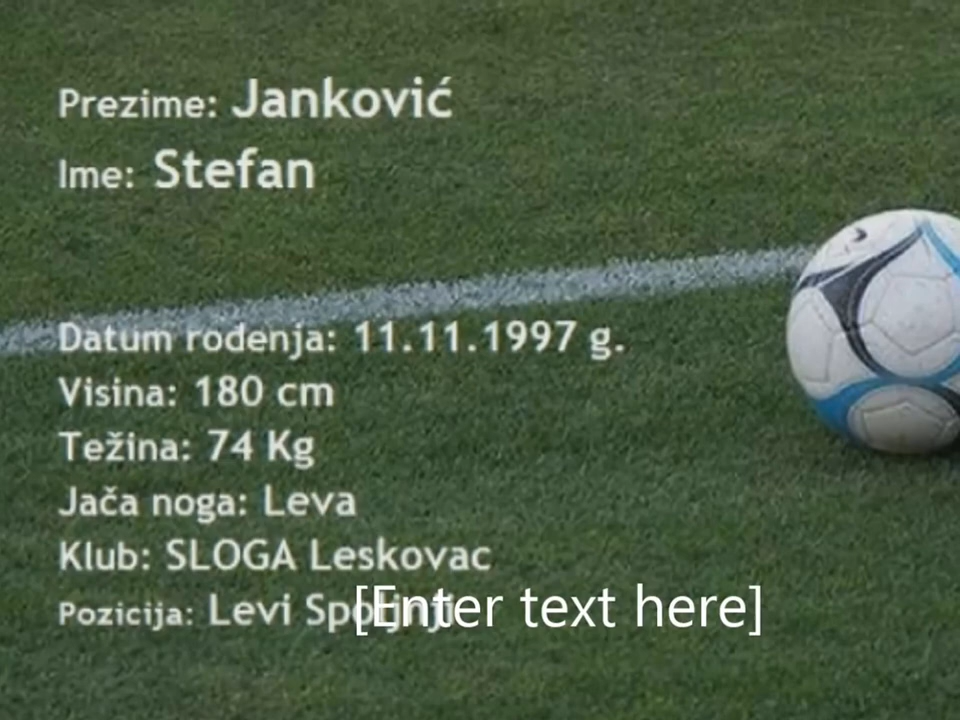 Prezime: Janković
Ime: Stefan
Datum rođenja: 11.11.1997 g.
Visina: 180 cm
Težina: 74 Kg
Jača noga: Leva
Klub: SLOGA Leskovac
Pozicija: Levi
[Enter text here]